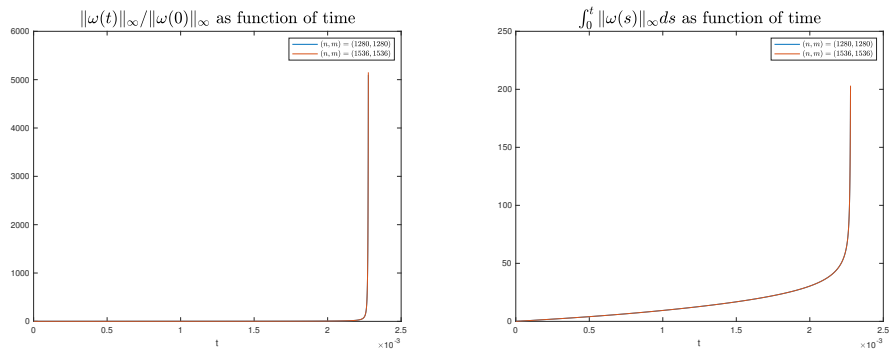 ‖ω(t)‖∞/‖ω(0)‖∞ as function of time
6000
5000
4000
3000
2000
1000
0
(n, m) = (1280, 1280)
(n, m) = (1536, 1536)
0 0.5 1 1.5 2 2.5
t
×10⁻³
∫₀ᵗ ‖ω(s)‖∞ds as function of time
250
200
150
100
50
0
(n, m) = (1280, 1280)
(n, m) = (1536, 1536)
0 0.5 1 1.5 2 2.5
t
×10⁻³